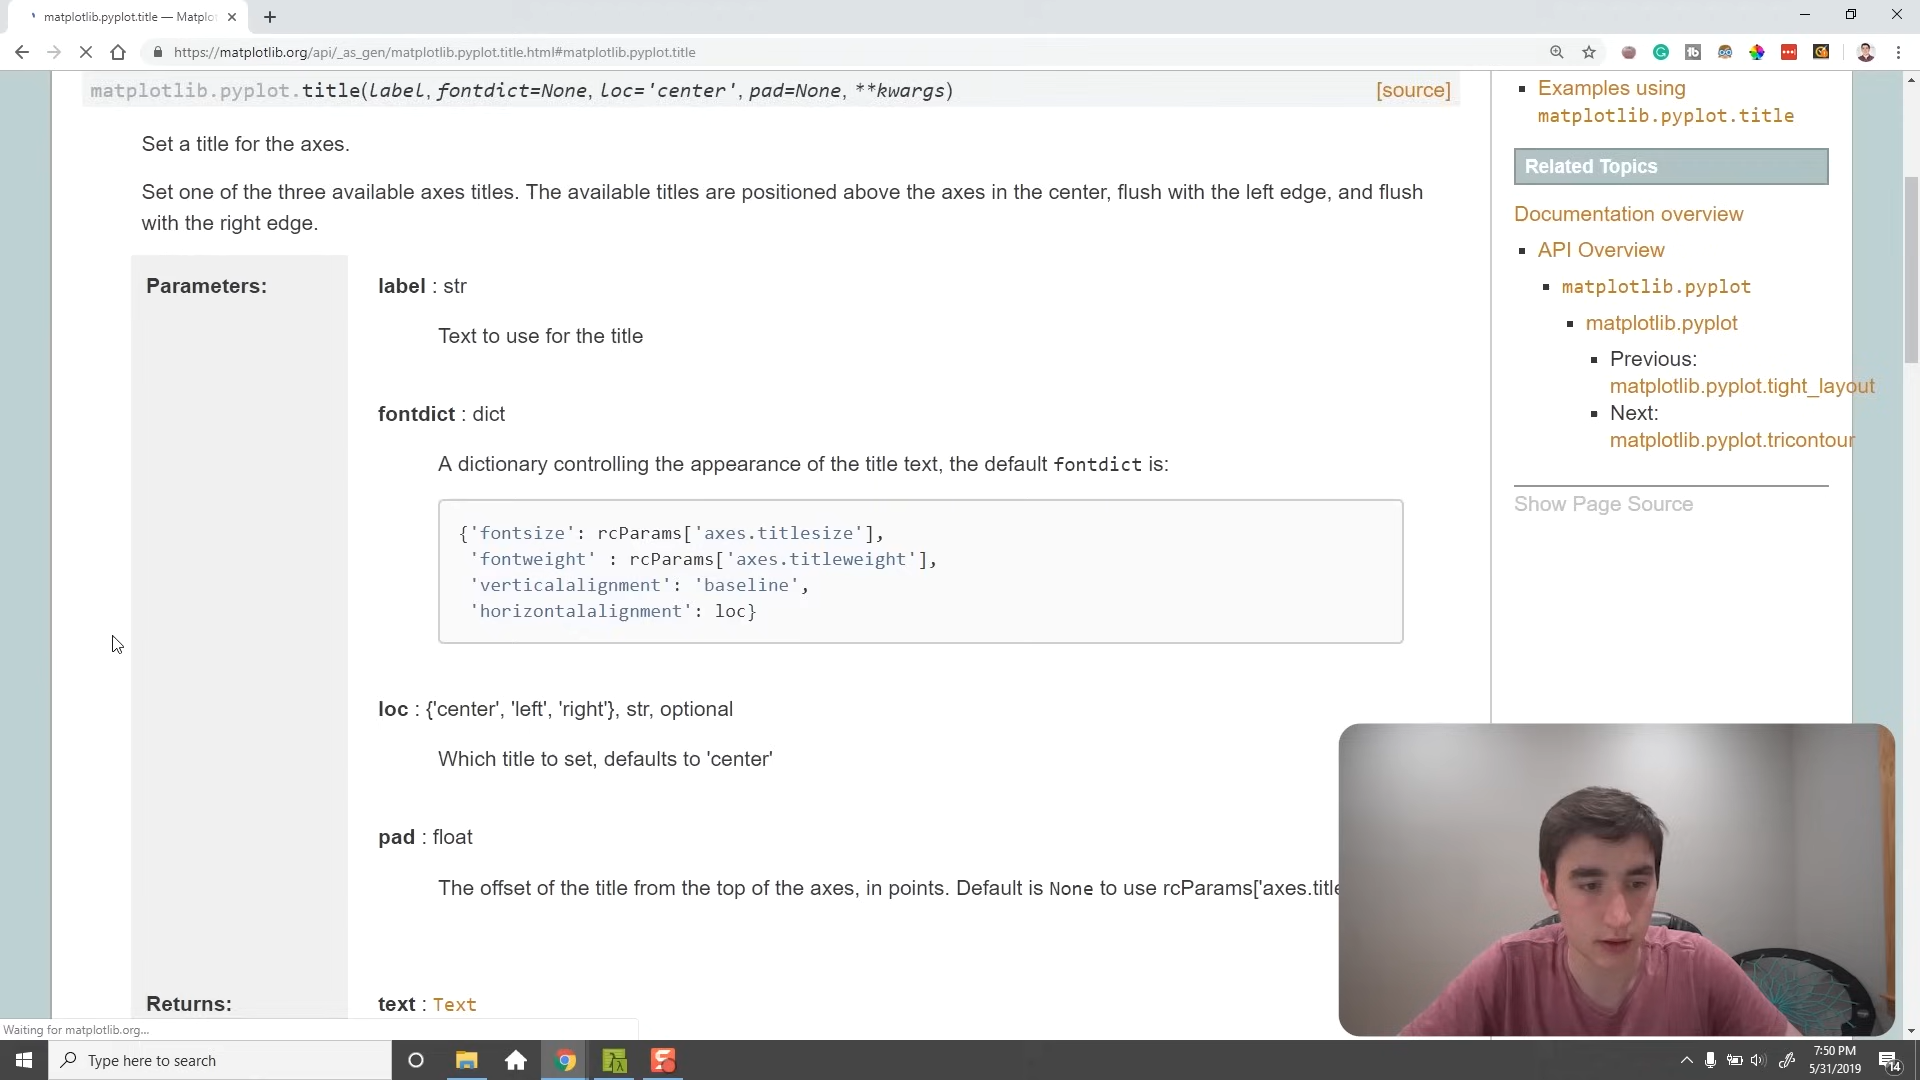 matplotlib.pyplot.title — Matplot
https://matplotlib.org/api/_as_gen/matplotlib.pyplot.title.html#matplotlib.pyplot.title
matplotlib.pyplot.title(label, fontdict=None, loc='center', pad=None, **kwargs)
[source]
Set a title for the axes.
Set one of the three available axes titles. The available titles are positioned above the axes in the center, flush with the left edge, and flush
with the right edge.
Parameters:
label : str
Text to use for the title
fontdict : dict
A dictionary controlling the appearance of the title text, the default fontdict is:
{'fontsize': rcParams['axes.titlesize'],
'fontweight' : rcParams['axes.titleweight'],
'verticalalignment': 'baseline',
'horizontalalignment': loc}
loc : {'center', 'left', 'right'}, str, optional
Which title to set, defaults to 'center'
pad : float
The offset of the title from the top of the axes, in points. Default is None to use rcParams['axes.title
Returns:
text : Text
Examples using
matplotlib.pyplot.title
Related Topics
Documentation overview
API Overview
matplotlib.pyplot
matplotlib.pyplot
Previous:
matplotlib.pyplot.tight_layout
Next:
matplotlib.pyplot.tricontour
Show Page Source
Waiting for matplotlib.org...
Type here to search
7:50 PM
5/31/2019
14